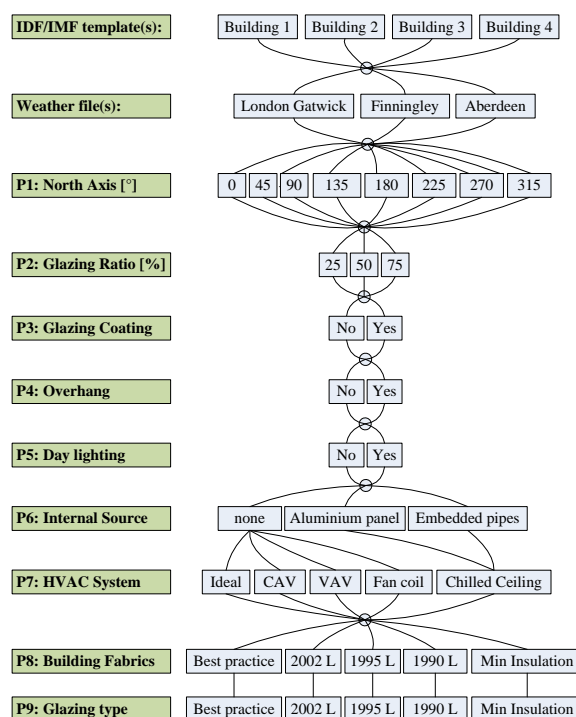 IDF/IMF template(s): Building 1 Building 2 Building 3 Building 4
Weather file(s): London Gatwick Finningley Aberdeen
P1: North Axis [°] 0 45 90 135 180 225 270 315
P2: Glazing Ratio [%] 25 50 75
P3: Glazing Coating No Yes
P4: Overhang No Yes
P5: Day lighting No Yes
P6: Internal Source none Aluminium panel Embedded pipes
P7: HVAC System Ideal CAV VAV Fan coil Chilled Ceiling
P8: Building Fabrics Best practice 2002 L 1995 L 1990 L Min Insulation
P9: Glazing type Best practice 2002 L 1995 L 1990 L Min Insulation